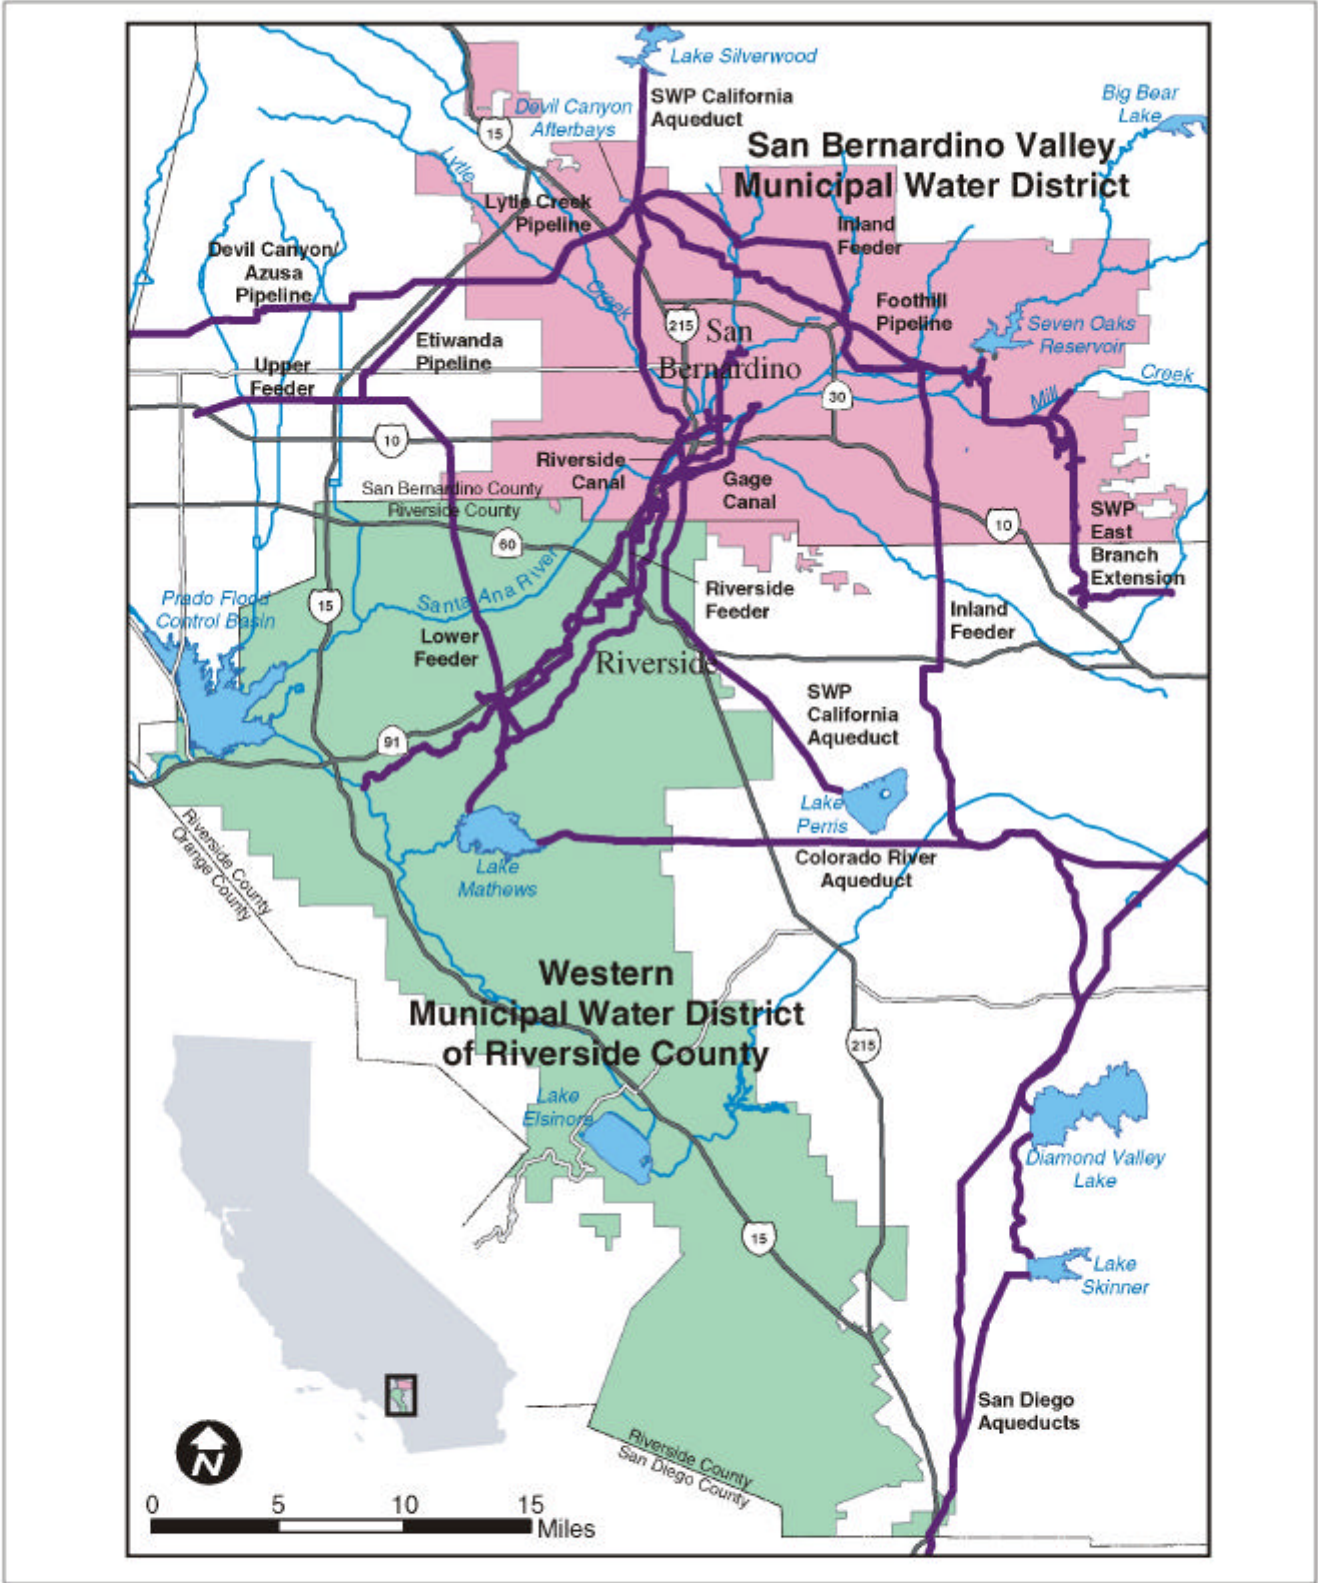 Lake Silverwood
SWP California
Aqueduct
Big Bear
Lake
Devil Canyon
Afterbays
15
San Bernardino Valley
Municipal Water District
Lytle
Lytle Creek
Pipeline
Inland
Feeder
Devil Canyon/
Azusa
Pipeline
Creek
Foothill
Pipeline
215
San
Bernardino
Seven Oaks
Reservoir
Etiwanda
Pipeline
Upper
Feeder
Creek
Mill
30
10
Riverside
Canal
Gage
Canal
San Bernardino County
Riverside County
SWP
East
Branch
Extension
10
60
Riverside
Feeder
Santa Ana River
Prado Flood
Control Basin
15
Inland
Feeder
Lower
Feeder
Riverside
SWP
California
Aqueduct
91
Lake
Perris
Riverside County
Orange County
Lake
Mathews
Colorado River
Aqueduct
Western
Municipal Water District
of Riverside County
215
Lake
Elsinore
Diamond Valley
Lake
15
Lake
Skinner
San Diego
Aqueducts
Riverside County
San Diego County
N
0 5 10 15
Miles